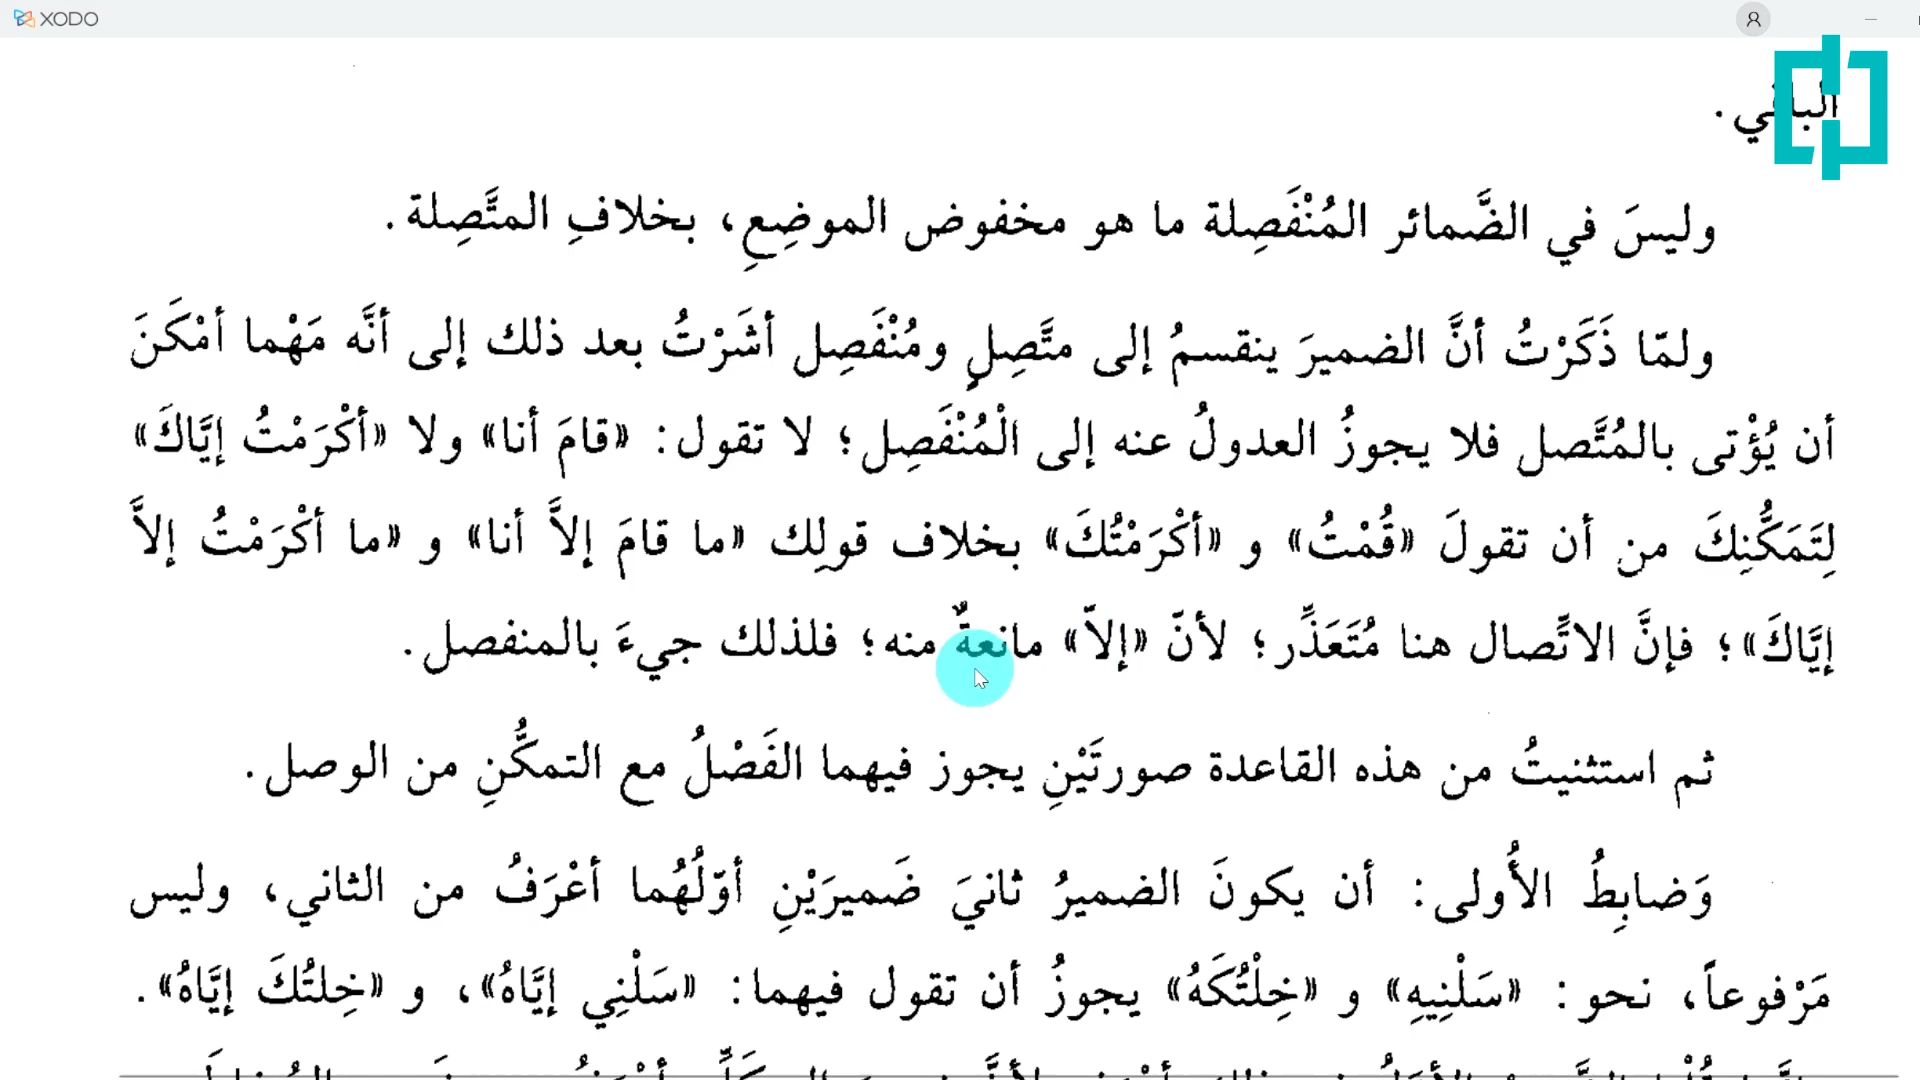 XODO
الباقي.
وليسَ في الضَّمائر المُنْفَصِلة ما هو مخفوض الموضِعِ، بخلافِ المتَّصِلة.
ولمّا ذَكَرْتُ أنَّ الضميرَ ينقسمُ إلى متَّصِلٍ ومُنْفَصِل أشَرْتُ بعد ذلك إلى أنَّه مَهْما أمْكَنَ
أن يُؤْتى بالمُتَّصل فلا يجوزُ العدولُ عنه إلى الْمُنْفَصِل؛ لا تقول: «قامَ أنا» ولا «أكْرَمْتُ إيَّاكَ»
لِتَمَكُّنِكَ من أن تقولَ «قُمْتُ» و «أكْرَمْتُكَ» بخلاف قولِك «ما قامَ إلاَّ أنا» و «ما أكْرَمْتُ إلاَّ
إيَّاكَ»؛ فإنَّ الاتِّصال هنا مُتَعَذِّر؛ لأنّ «إلاّ» مانعةٌ منه؛ فلذلك جيءَ بالمنفصل.
ثم استثنيتُ من هذه القاعدة صورتَيْنِ يجوز فيهما الفَصْلُ مع التمكُّنِ من الوصل.
وَضابِطُ الأُولى: أن يكونَ الضميرُ ثانيَ ضَميرَيْنِ أوّلُهُما أعْرَفُ من الثاني، وليس
مَرْفوعاً، نحو: «سَلْنِيهِ» و «خِلْتُكَهُ» يجوزُ أن تقول فيهما: «سَلْنِي إيَّاهُ»، و «خِلتُكَ إيَّاهُ».